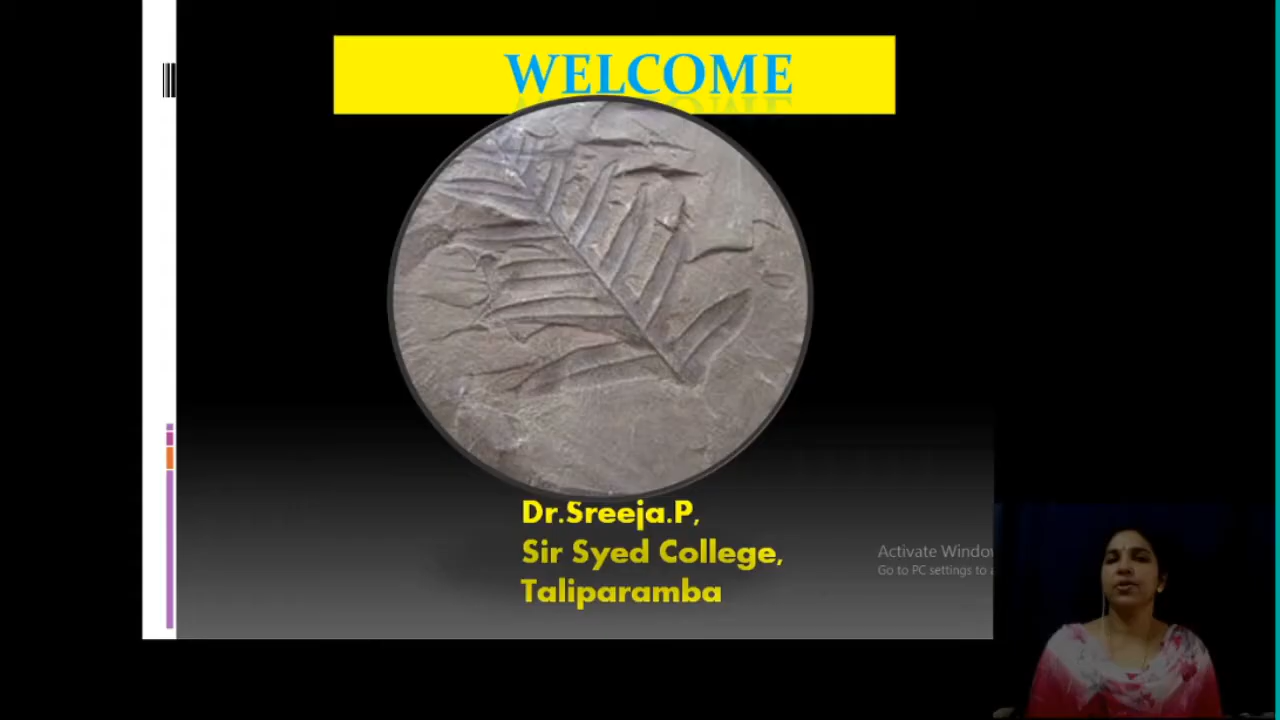 WELCOME
Dr.Sreeja.P,
Sir Syed College,
Taliparamba
Activate Windo
Go to PC settings to a